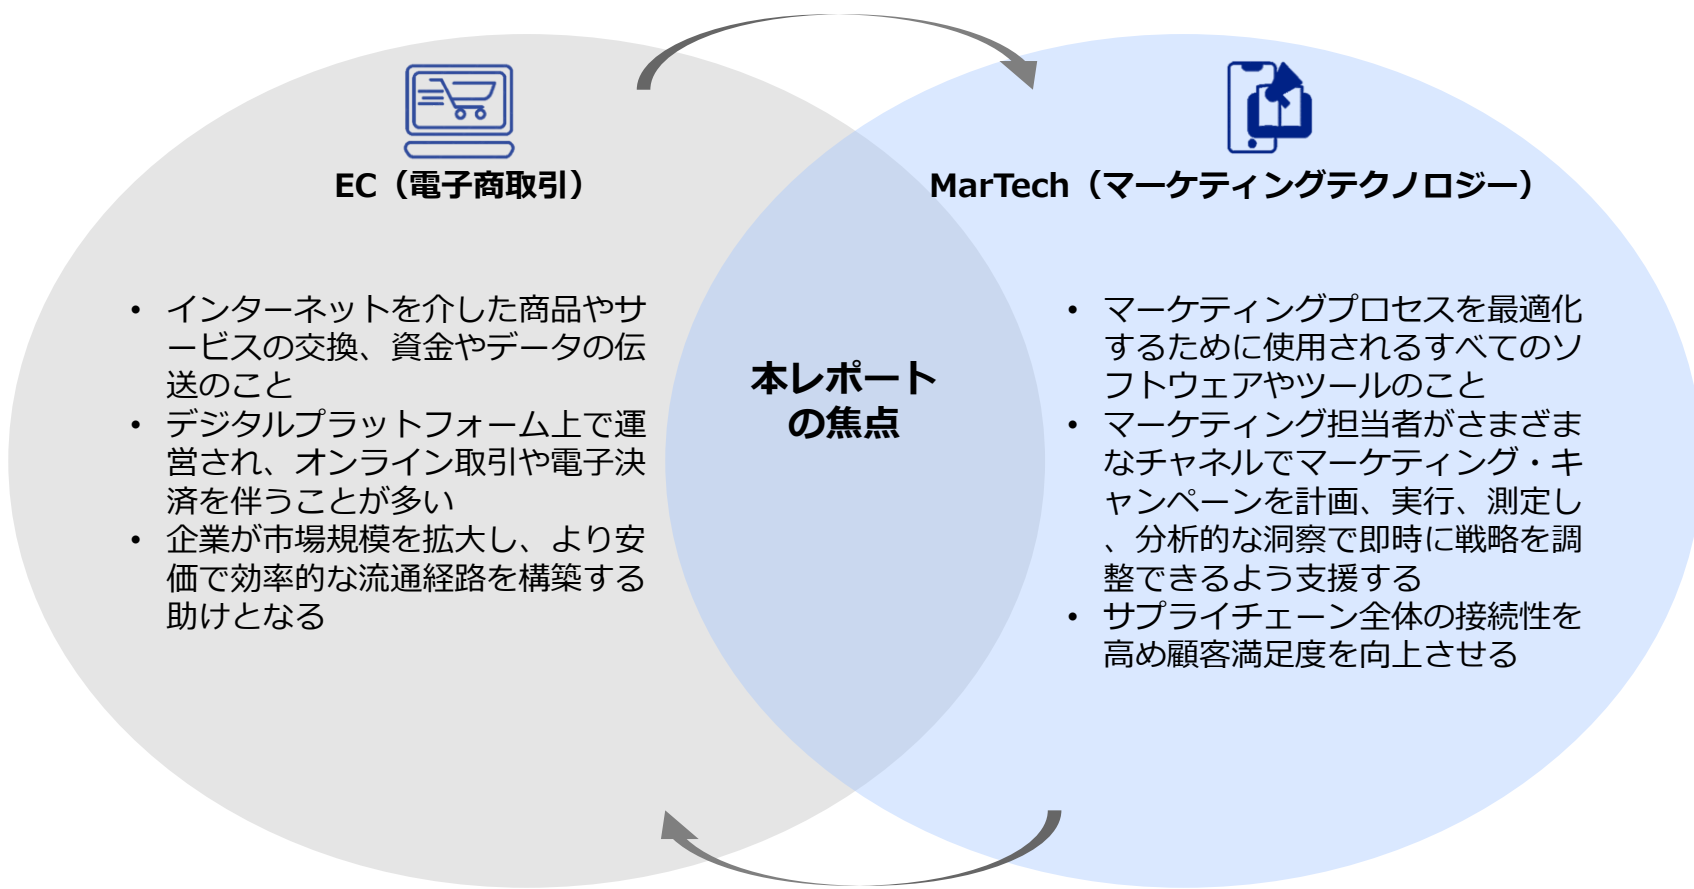 EC（電子商取引）
• インターネットを介した商品やサ
ービスの交換、資金やデータの伝
送のこと
• デジタルプラットフォーム上で運
営され、オンライン取引や電子決
済を伴うことが多い
• 企業が市場規模を拡大し、より安
価で効率的な流通経路を構築する
助けとなる
本レポート
の焦点
MarTech（マーケティングテクノロジー）
• マーケティングプロセスを最適化
するために使用されるすべてのソ
フトウェアやツールのこと
• マーケティング担当者がさまざま
なチャネルでマーケティング・キ
ャンペーンを計画、実行、測定し
、分析的な洞察で即時に戦略を調
整できるよう支援する
• サプライチェーン全体の接続性を
高め顧客満足度を向上させる